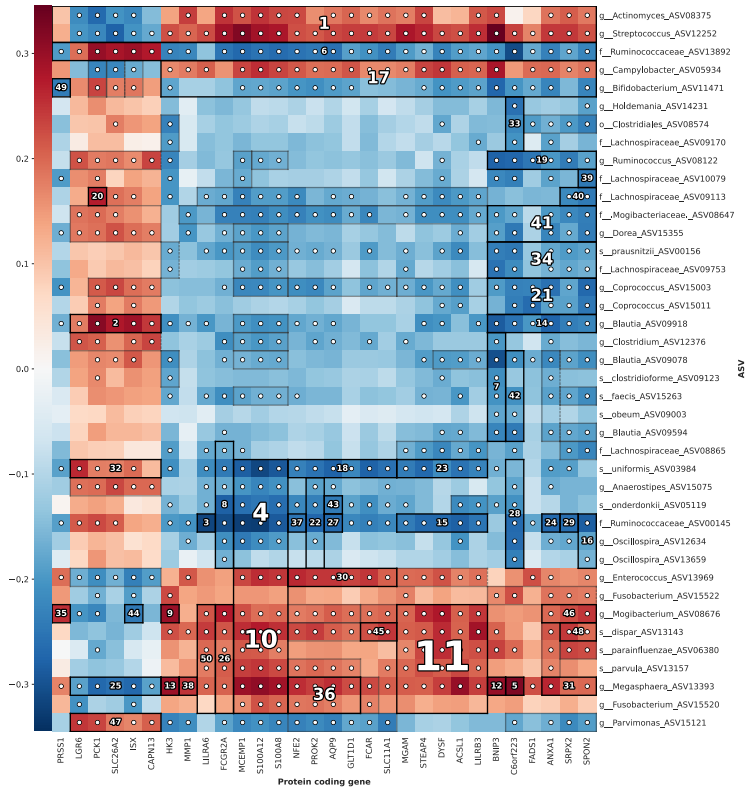 0.3
0.2
0.1
0.0
−0.1
−0.2
−0.3
1
6
17
49
33
19
39
20
40
41
34
21
2
14
7
42
32
18
23
8
4
43
28
3
37
22
27
15
24
29
16
30
35
44
9
46
10
45
48
11
50
26
25
13
38
36
12
5
31
47
g__Actinomyces_ASV08375
g__Streptococcus_ASV12252
f__Ruminococcaceae_ASV13892
g__Campylobacter_ASV05934
g__Bifidobacterium_ASV11471
g__Holdemania_ASV14231
o__Clostridiales_ASV08574
f__Lachnospiraceae_ASV09170
g__Ruminococcus_ASV08122
f__Lachnospiraceae_ASV10079
f__Lachnospiraceae_ASV09113
f__.Mogibacteriaceae._ASV08647
g__Dorea_ASV15355
s__prausnitzii_ASV00156
f__Lachnospiraceae_ASV09753
g__Coprococcus_ASV15003
g__Coprococcus_ASV15011
g__Blautia_ASV09918
g__Clostridium_ASV12376
g__Blautia_ASV09078
s__clostridioforme_ASV09123
s__faecis_ASV15263
s__obeum_ASV09003
g__Blautia_ASV09594
f__Lachnospiraceae_ASV08865
s__uniformis_ASV03984
g__Anaerostipes_ASV15075
s__onderdonkii_ASV05119
f__Ruminococcaceae_ASV00145
g__Oscillospira_ASV12634
g__Oscillospira_ASV13659
g__Enterococcus_ASV13969
g__Fusobacterium_ASV15522
g__Mogibacterium_ASV08676
s__dispar_ASV13143
s__parainfluenzae_ASV06380
s__parvula_ASV13157
g__Megasphaera_ASV13393
g__Fusobacterium_ASV15520
g__Parvimonas_ASV15121
ASV
PRSS1
LGR6
PCK1
SLC26A2
ISX
CAPN13
HK3
MMP1
LILRA6
FCGR2A
MCEMP1
S100A12
S100A8
NFE2
PROK2
AQP9
GLT1D1
FCAR
SLC11A1
MGAM
STEAP4
DYSF
ACSL1
LILRB3
BNIP3
C6orf223
FADS1
ANXA1
SRPX2
SPON2
Protein coding gene